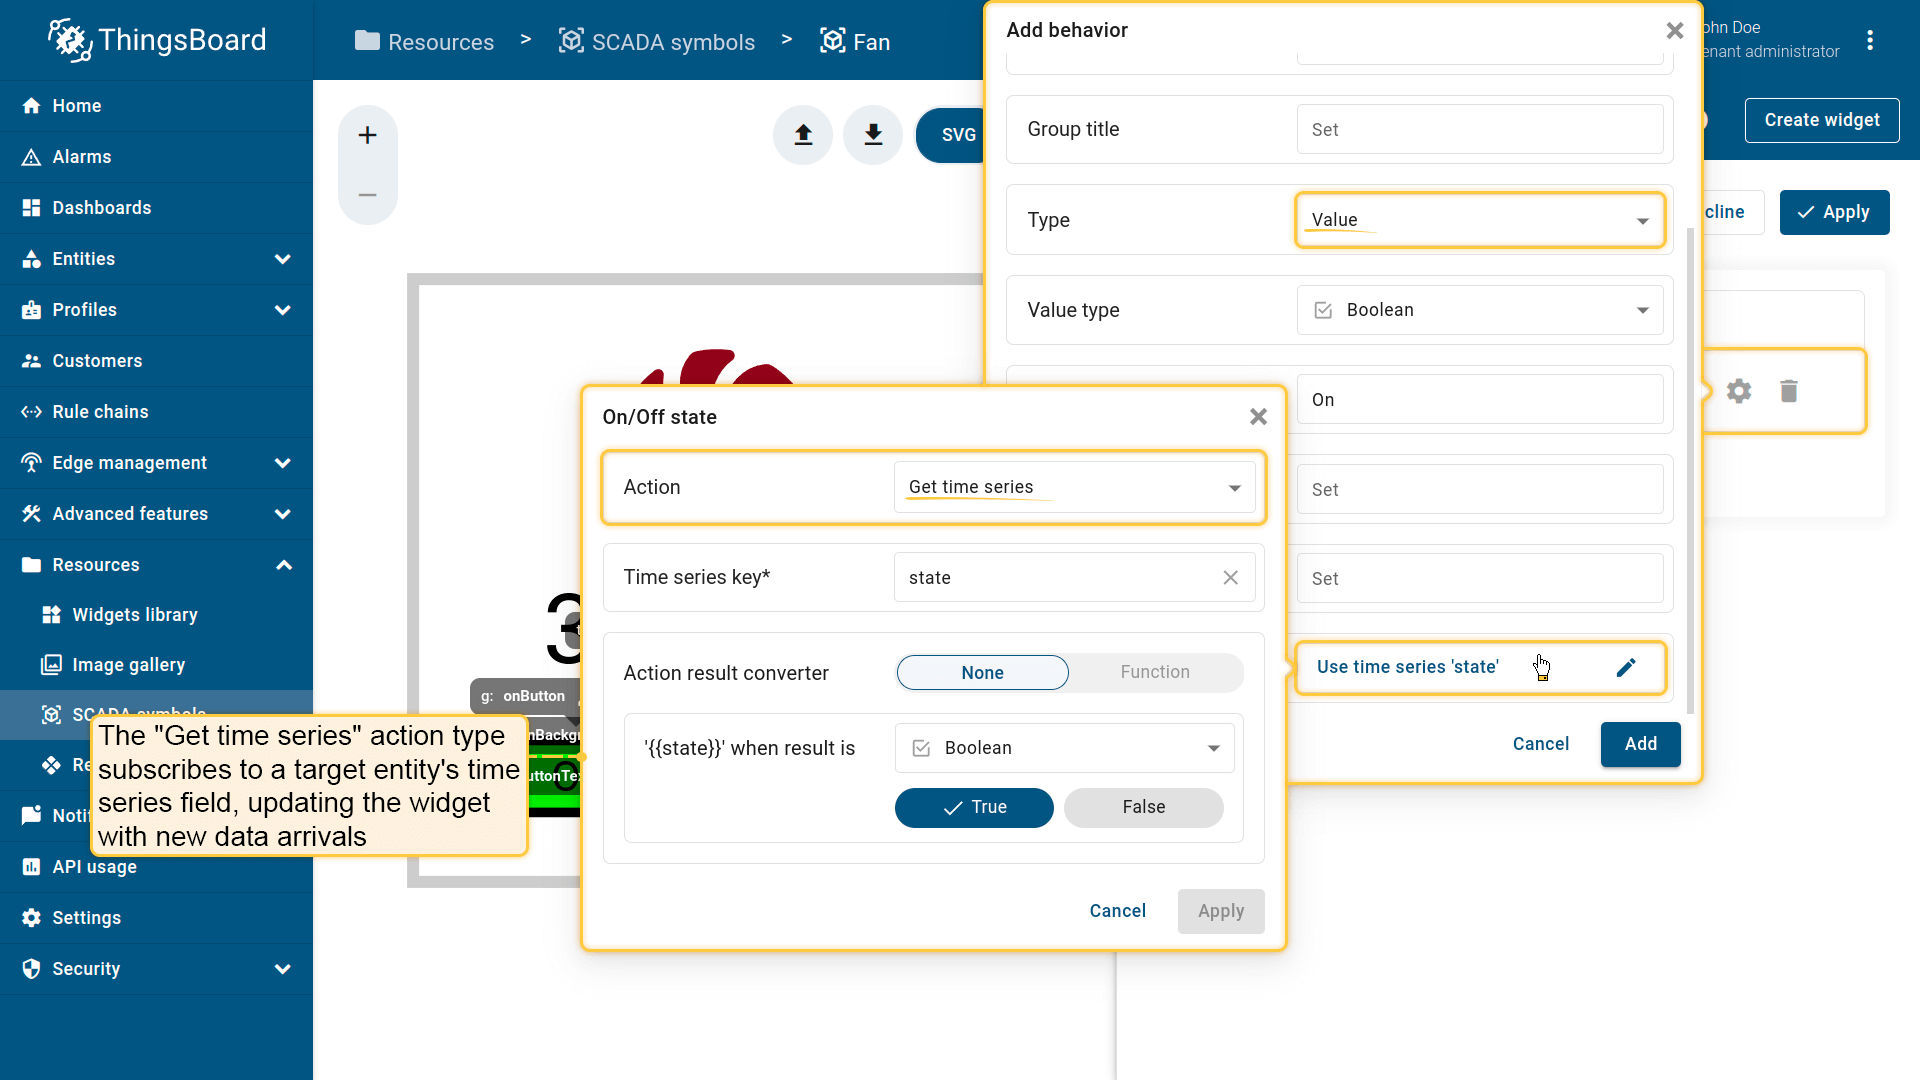 ThingsBoard
Resources > SCADA symbols > Fan
Add behavior
ohn Doe
enant administrator
Create widget
Home
Alarms
Dashboards
Entities
Profiles
Customers
Rule chains
Edge management
Advanced features
Resources
Widgets library
Image gallery
SCADA symbols
Re
Noti
API usage
Settings
Security
SVG
cline
Apply
Group title
Set
Type
Value
Value type
Boolean
On
Set
Set
Use time series 'state'
Cancel
Add
On/Off state
Action
Get time series
Time series key*
state
Action result converter
None
Function
'{{state}}' when result is
Boolean
True
False
Cancel
Apply
3
t
g: onButton
nBackgr
uttonTex
The "Get time series" action type
subscribes to a target entity's time
series field, updating the widget
with new data arrivals